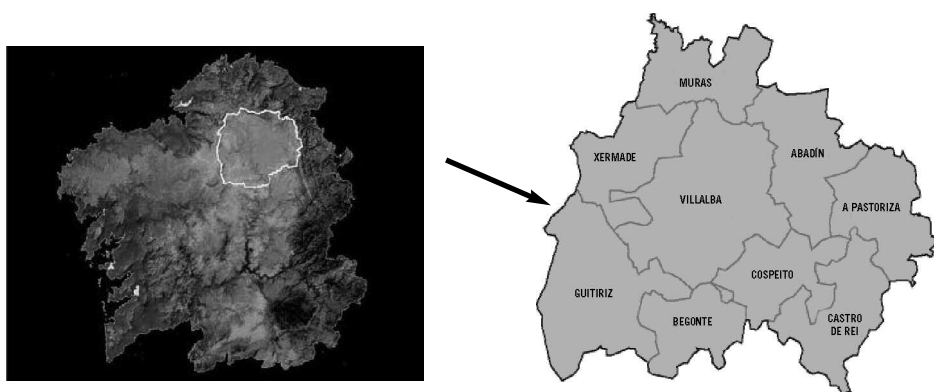 MURAS
XERMADE
ABADÍN
VILLALBA
A PASTORIZA
GUITIRIZ
COSPEITO
BEGONTE
CASTRO
DE REI